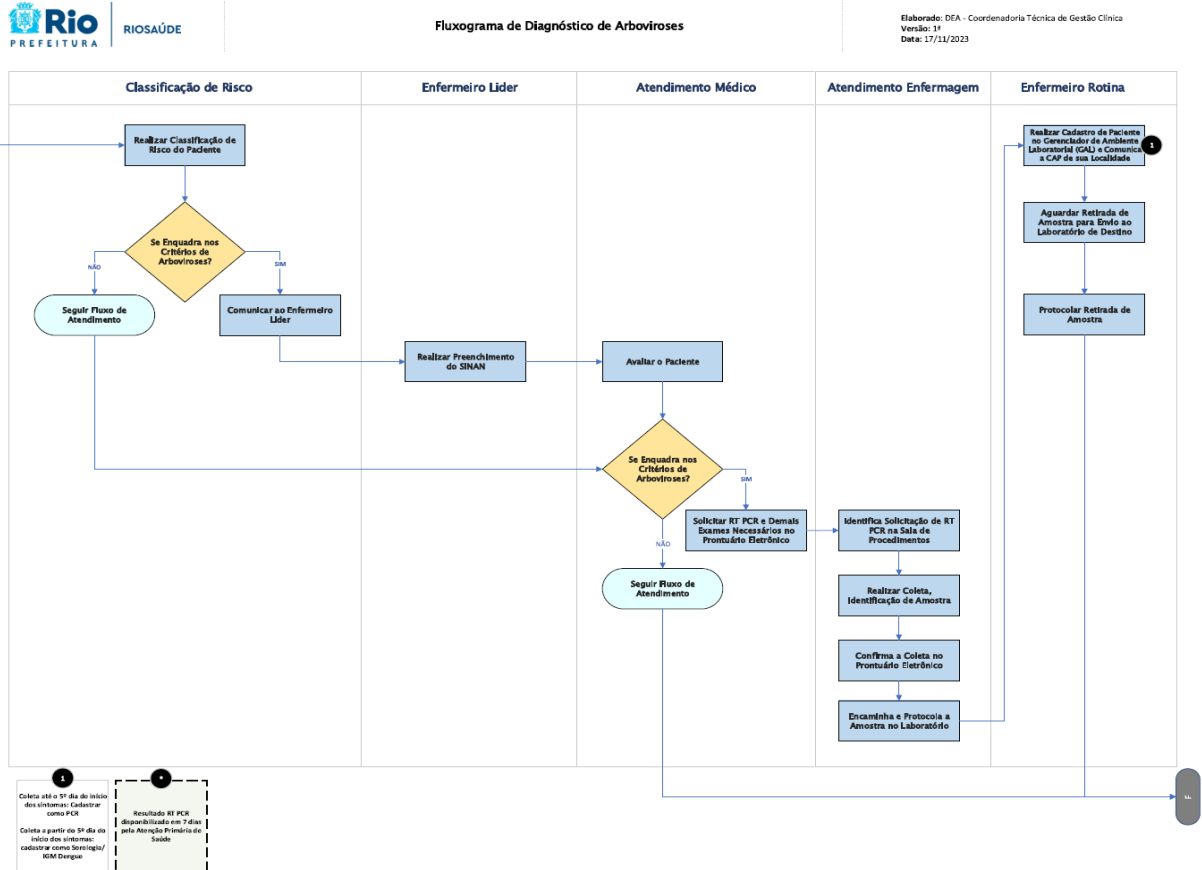 Rio
PREFEITURA
RIOSAÚDE
Fluxograma de Diagnóstico de Arboviroses
Elaborado: DEA - Coordenadoria Técnica de Gestão Clínica
Versão: 1ª
Data: 17/11/2023
Classificação de Risco
Enfermeiro Lider
Atendimento Médico
Atendimento Enfermagem
Enfermeiro Rotina
Realizar Classificação de
Risco do Paciente
Se Enquadra nos
Critérios de
Arboviroses?
NÃO
SIM
Seguir Fluxo de
Atendimento
Comunicar ao Enfermeiro
Lider
Realizar Preenchimento
do SINAN
Avaliar o Paciente
Se Enquadra nos
Critérios de
Arboviroses?
SIM
NÃO
Solicitar RT PCR e Demais
Exames Necessários no
Prontuário Eletrônico
Seguir Fluxo de
Atendimento
Identifica Solicitação de RT
PCR na Sala de
Procedimentos
Realizar Coleta,
Identificação de Amostra
Confirma a Coleta no
Prontuário Eletrônico
Encaminha e Protocola a
Amostra no Laboratório
Realizar Cadastro de Paciente
no Gerenciador de Ambiente
Laboratorial (GAL) e Comunica
a CAP de sua Localidade
1
Aguardar Retirada de
Amostra para Envio ao
Laboratório de Destino
Protocolar Retirada de
Amostra
1
Coleta até o 5º dia do início
dos sintomas: Cadastrar
como PCR
Coleta a partir do 5º dia do
início dos sintomas:
cadastrar como Sorologia/
IGM Dengue
*
Resultado RT PCR
disponibilizado em 7 dias
pela Atenção Primária de
Saúde